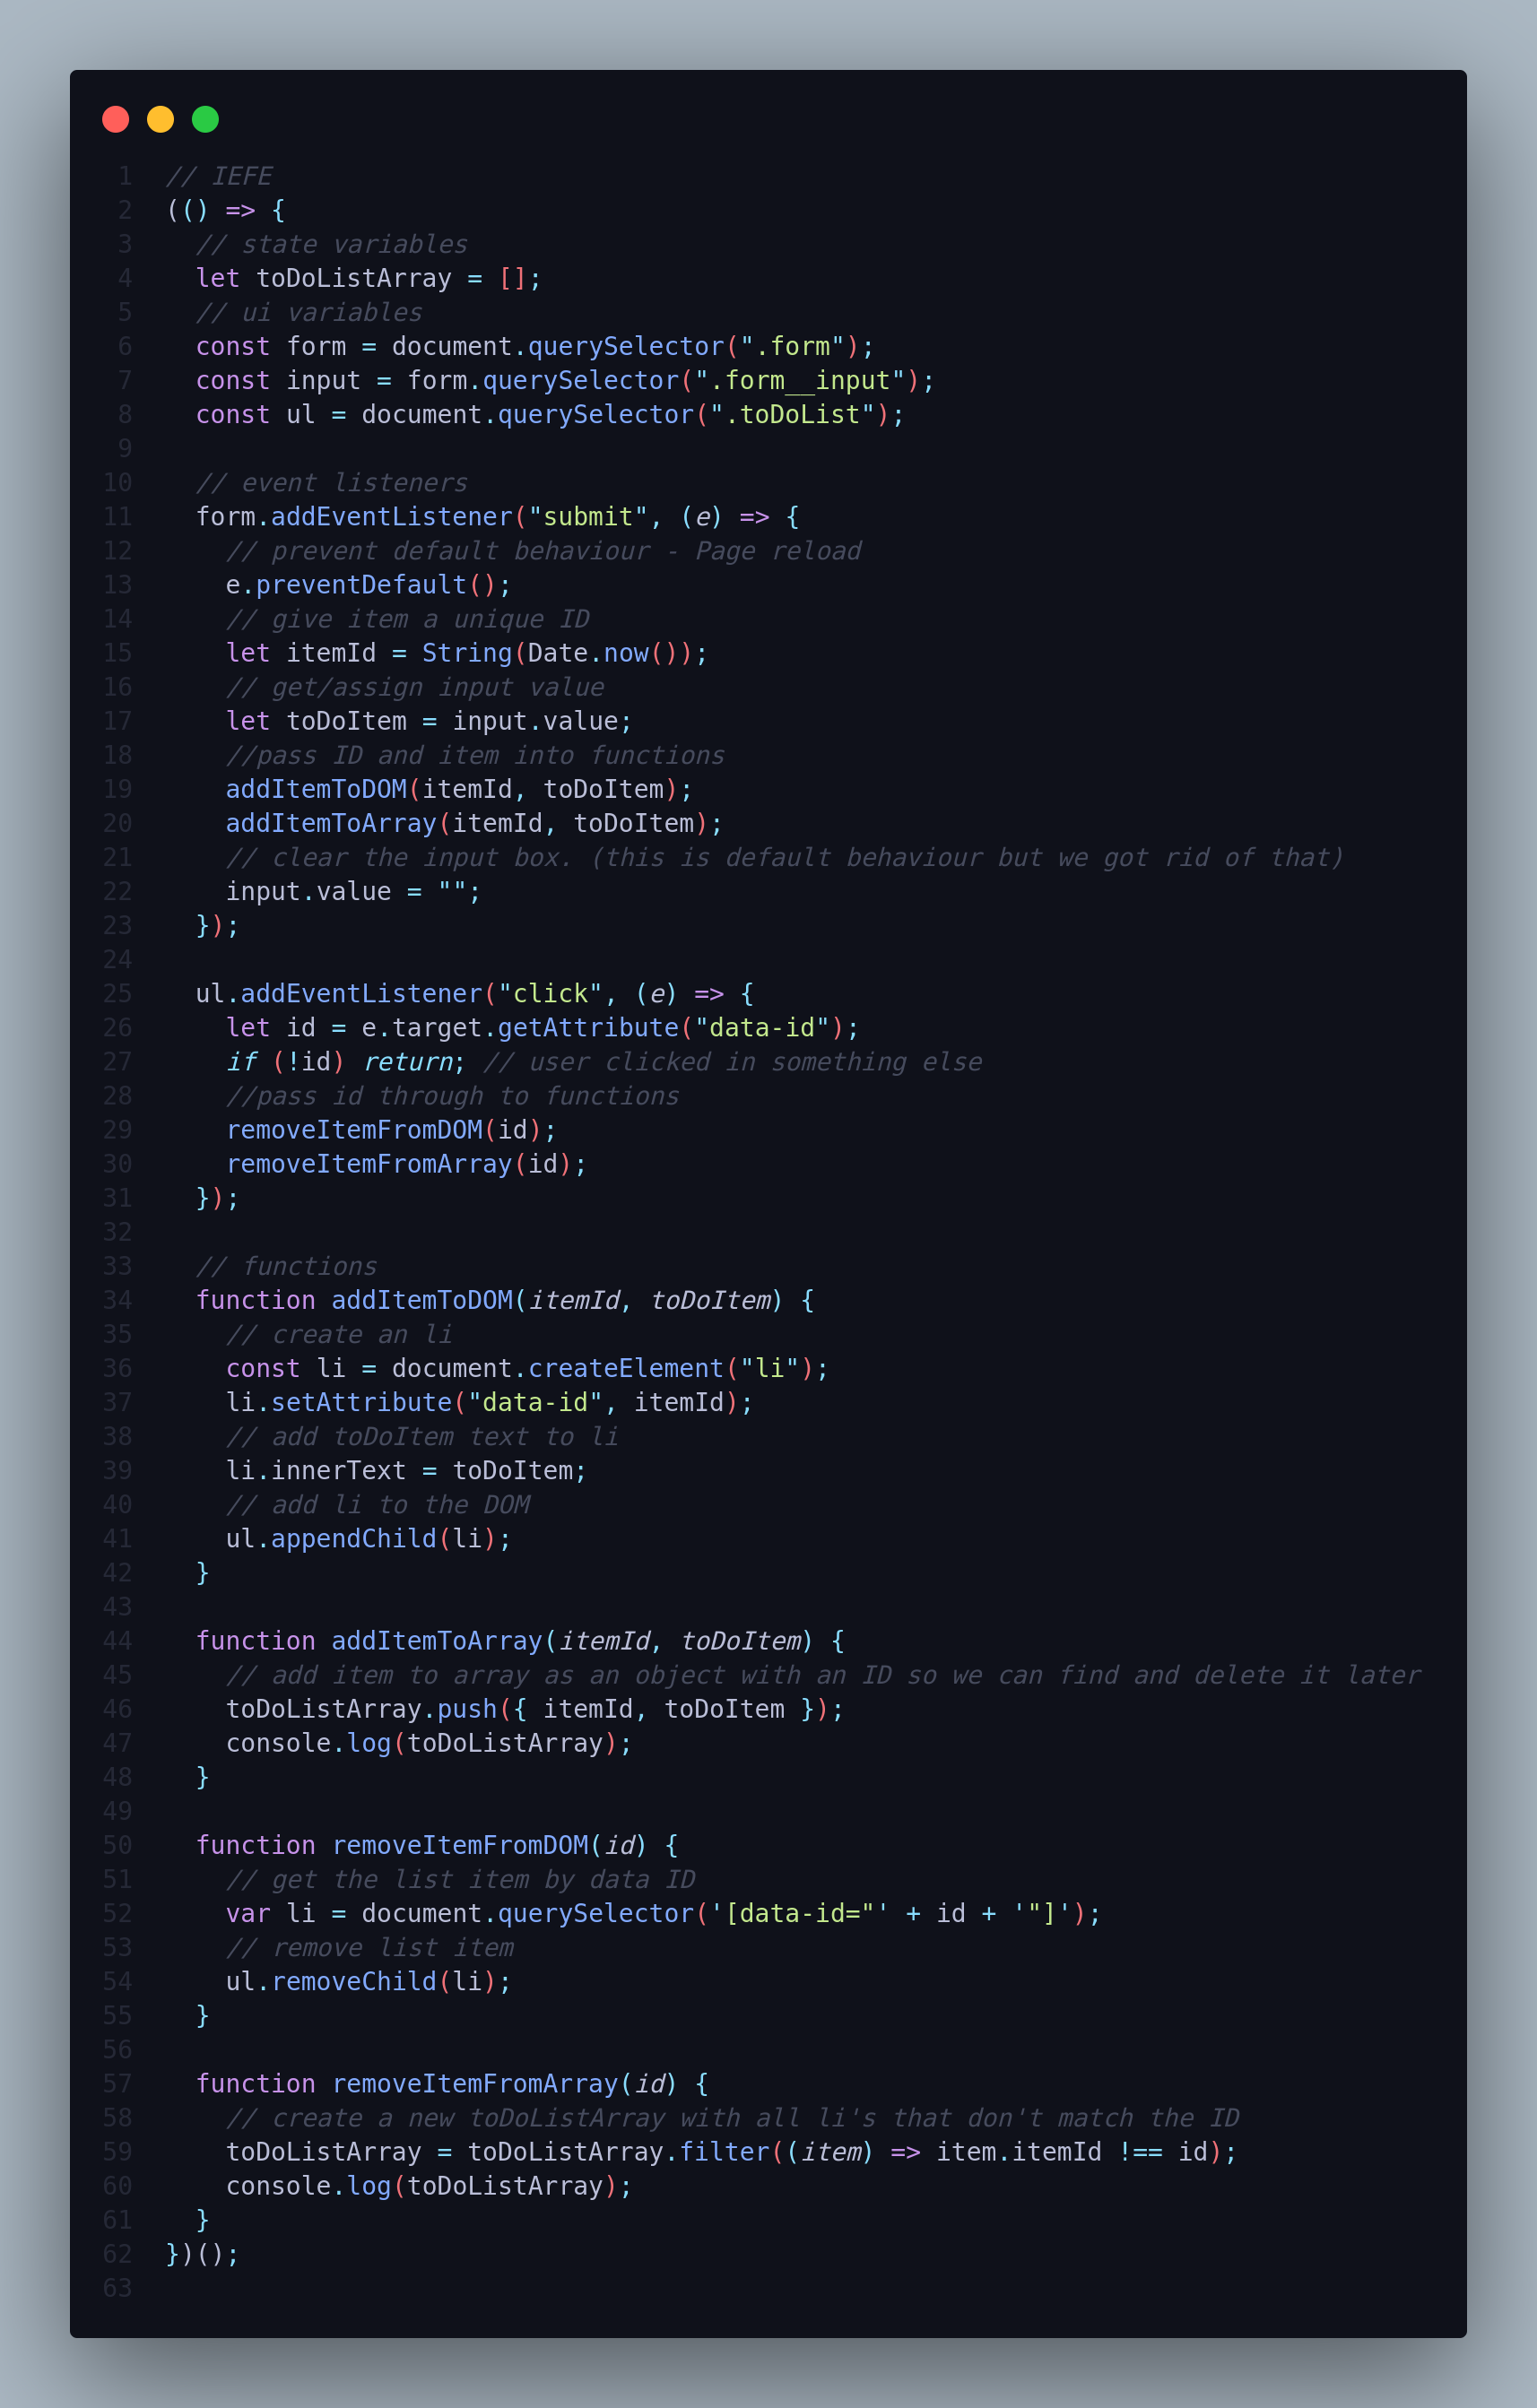 1 // IEFE
2 (() => {
3   // state variables
4   let toDoListArray = [];
5   // ui variables
6   const form = document.querySelector(".form");
7   const input = form.querySelector(".form__input");
8   const ul = document.querySelector(".toDoList");
9
10   // event listeners
11   form.addEventListener("submit", (e) => {
12     // prevent default behaviour - Page reload
13     e.preventDefault();
14     // give item a unique ID
15     let itemId = String(Date.now());
16     // get/assign input value
17     let toDoItem = input.value;
18     //pass ID and item into functions
19     addItemToDOM(itemId, toDoItem);
20     addItemToArray(itemId, toDoItem);
21     // clear the input box. (this is default behaviour but we got rid of that)
22     input.value = "";
23   });
24
25   ul.addEventListener("click", (e) => {
26     let id = e.target.getAttribute("data-id");
27     if (!id) return; // user clicked in something else
28     //pass id through to functions
29     removeItemFromDOM(id);
30     removeItemFromArray(id);
31   });
32
33   // functions
34   function addItemToDOM(itemId, toDoItem) {
35     // create an li
36     const li = document.createElement("li");
37     li.setAttribute("data-id", itemId);
38     // add toDoItem text to li
39     li.innerText = toDoItem;
40     // add li to the DOM
41     ul.appendChild(li);
42   }
43
44   function addItemToArray(itemId, toDoItem) {
45     // add item to array as an object with an ID so we can find and delete it later
46     toDoListArray.push({ itemId, toDoItem });
47     console.log(toDoListArray);
48   }
49
50   function removeItemFromDOM(id) {
51     // get the list item by data ID
52     var li = document.querySelector('[data-id="' + id + '"]');
53     // remove list item
54     ul.removeChild(li);
55   }
56
57   function removeItemFromArray(id) {
58     // create a new toDoListArray with all li's that don't match the ID
59     toDoListArray = toDoListArray.filter((item) => item.itemId !== id);
60     console.log(toDoListArray);
61   }
62 })();
63